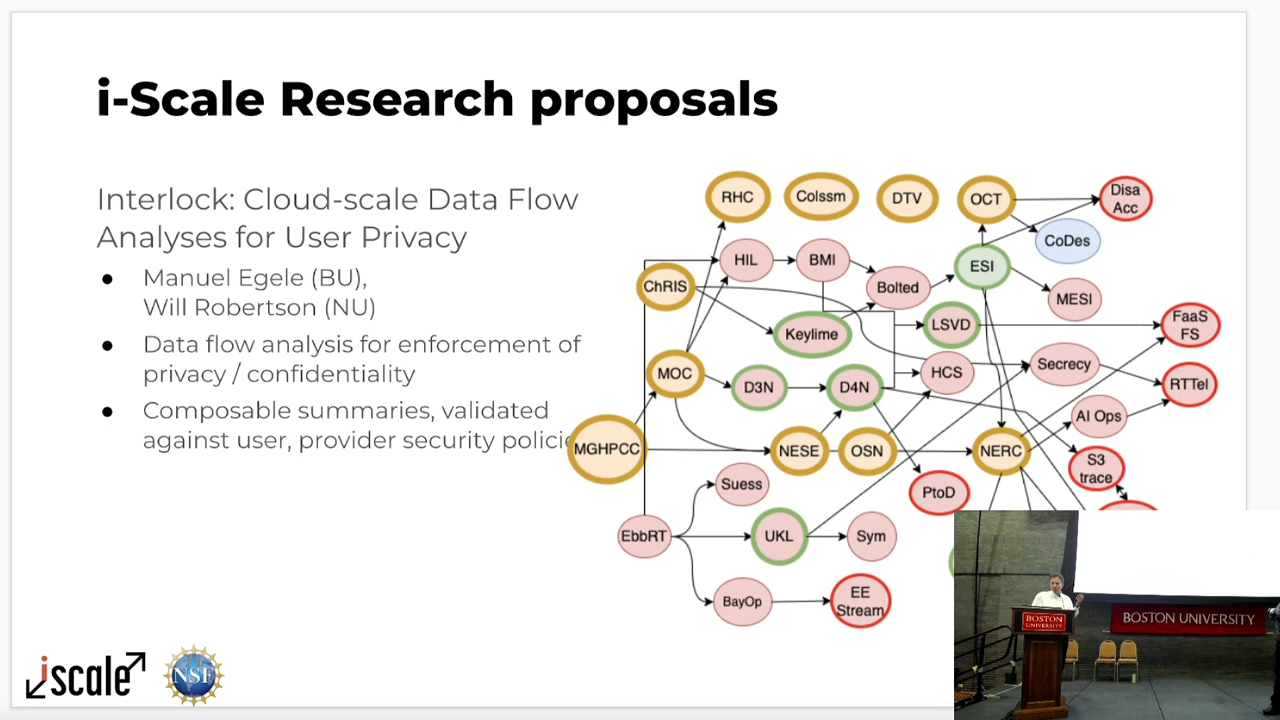 i-Scale Research proposals
Interlock: Cloud-scale Data Flow
Analyses for User Privacy
● Manuel Egele (BU),
Will Robertson (NU)
● Data flow analysis for enforcement of
privacy / confidentiality
● Composable summaries, validated
against user, provider security policie
RHC
Colssm
DTV
OCT
Disa
Acc
CoDes
HIL
BMI
ESI
ChRIS
Bolted
MESI
Keylime
LSVD
FaaS
FS
MOC
D3N
D4N
HCS
Secrecy
RTTel
AI Ops
MGHPCC
NESE
OSN
NERC
S3
trace
Suess
PtoD
EbbRT
UKL
Sym
BayOp
EE
Stream
iscale
NSF
BOSTON
UNIVERSITY
BOSTON UNIVERSITY